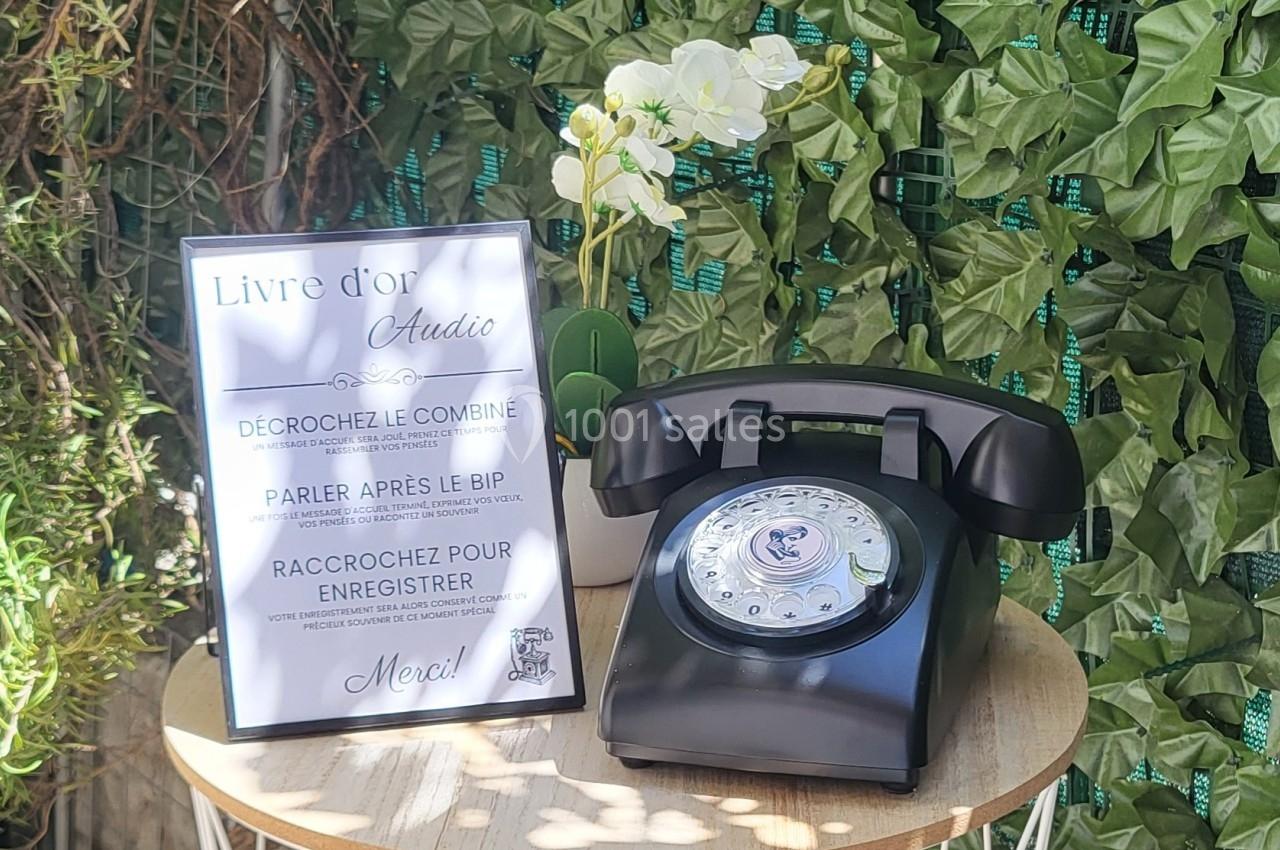 Livre d'or
Audio
DÉCROCHEZ LE COMBINÉ
UN MESSAGE D'ACCUEIL SERA JOUÉ, PRENEZ CE TEMPS POUR
RASSEMBLER VOS PENSÉES
PARLER APRÈS LE BIP
UNE FOIS LE MESSAGE D'ACCUEIL TERMINÉ, EXPRIMEZ VOS VŒUX,
VOS PENSÉES OU RACONTEZ UN SOUVENIR
RACCROCHEZ POUR
ENREGISTRER
VOTRE ENREGISTREMENT SERA ALORS CONSERVÉ COMME UN
PRÉCIEUX SOUVENIR DE CE MOMENT SPÉCIAL
Merci!
1001 salles
9 0 * #